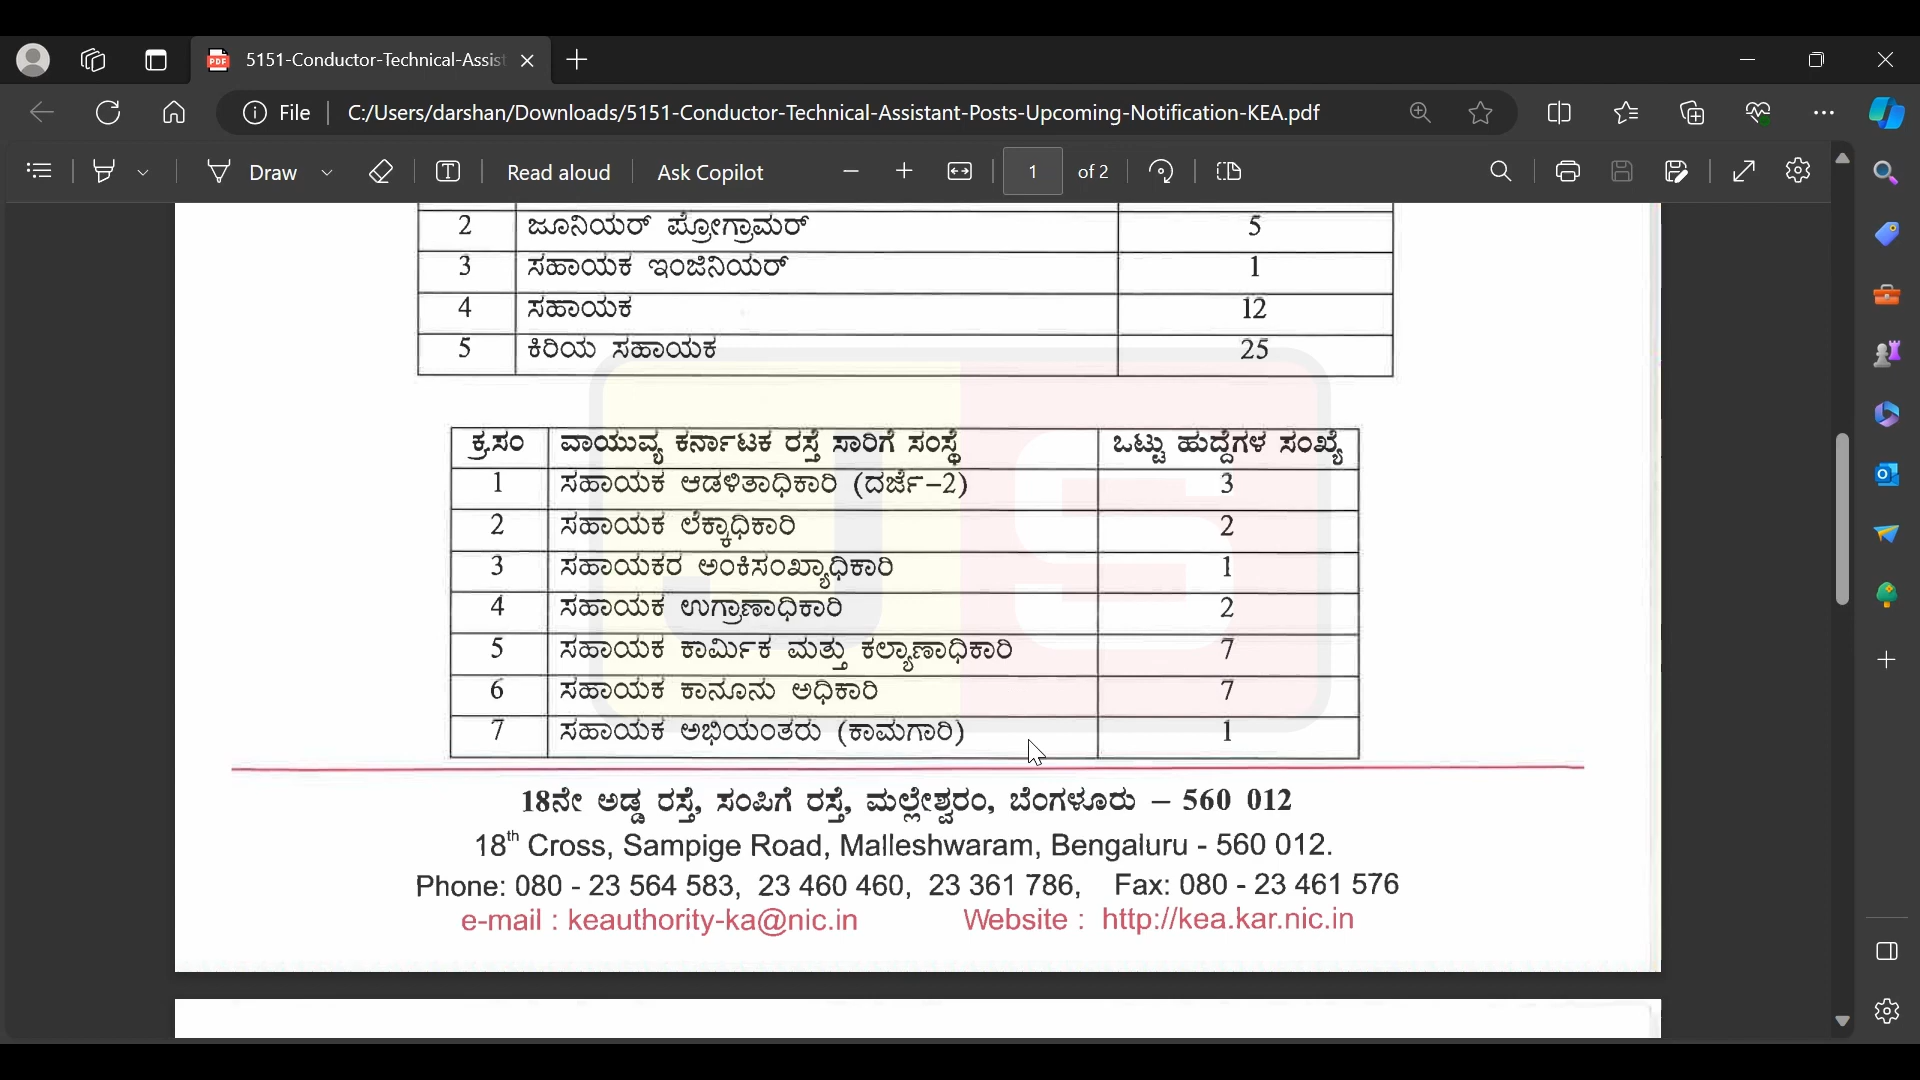 5151-Conductor-Technical-Assist
File C:/Users/darshan/Downloads/5151-Conductor-Technical-Assistant-Posts-Upcoming-Notification-KEA.pdf
Draw Read aloud Ask Copilot 1 of 2
2 ಜೂನಿಯರ್ ಪ್ರೋಗ್ರಾಮರ್ 5
3 ಸಹಾಯಕ ಇಂಜಿನಿಯರ್ 1
4 ಸಹಾಯಕ 12
5 ಕಿರಿಯ ಸಹಾಯಕ 25
ಕ್ರ.ಸಂ ವಾಯುವ್ಯ ಕರ್ನಾಟಕ ರಸ್ತೆ ಸಾರಿಗೆ ಸಂಸ್ಥೆ ಒಟ್ಟು ಹುದ್ದೆಗಳ ಸಂಖ್ಯೆ
1 ಸಹಾಯಕ ಆಡಳಿತಾಧಿಕಾರಿ (ದರ್ಜೆ-2) 3
2 ಸಹಾಯಕ ಲೆಕ್ಕಾಧಿಕಾರಿ 2
3 ಸಹಾಯಕರ ಅಂಕಿಸಂಖ್ಯಾಧಿಕಾರಿ 1
4 ಸಹಾಯಕ ಉಗ್ರಾಣಾಧಿಕಾರಿ 2
5 ಸಹಾಯಕ ಕಾರ್ಮಿಕ ಮತ್ತು ಕಲ್ಯಾಣಾಧಿಕಾರಿ 7
6 ಸಹಾಯಕ ಕಾನೂನು ಅಧಿಕಾರಿ 7
7 ಸಹಾಯಕ ಅಭಿಯಂತರು (ಕಾಮಗಾರಿ) 1
JS
18ನೇ ಅಡ್ಡ ರಸ್ತೆ, ಸಂಪಿಗೆ ರಸ್ತೆ, ಮಲ್ಲೇಶ್ವರಂ, ಬೆಂಗಳೂರು – 560 012
18th Cross, Sampige Road, Malleshwaram, Bengaluru - 560 012.
Phone: 080 - 23 564 583, 23 460 460, 23 361 786, Fax: 080 - 23 461 576
e-mail : keauthority-ka@nic.in Website : http://kea.kar.nic.in